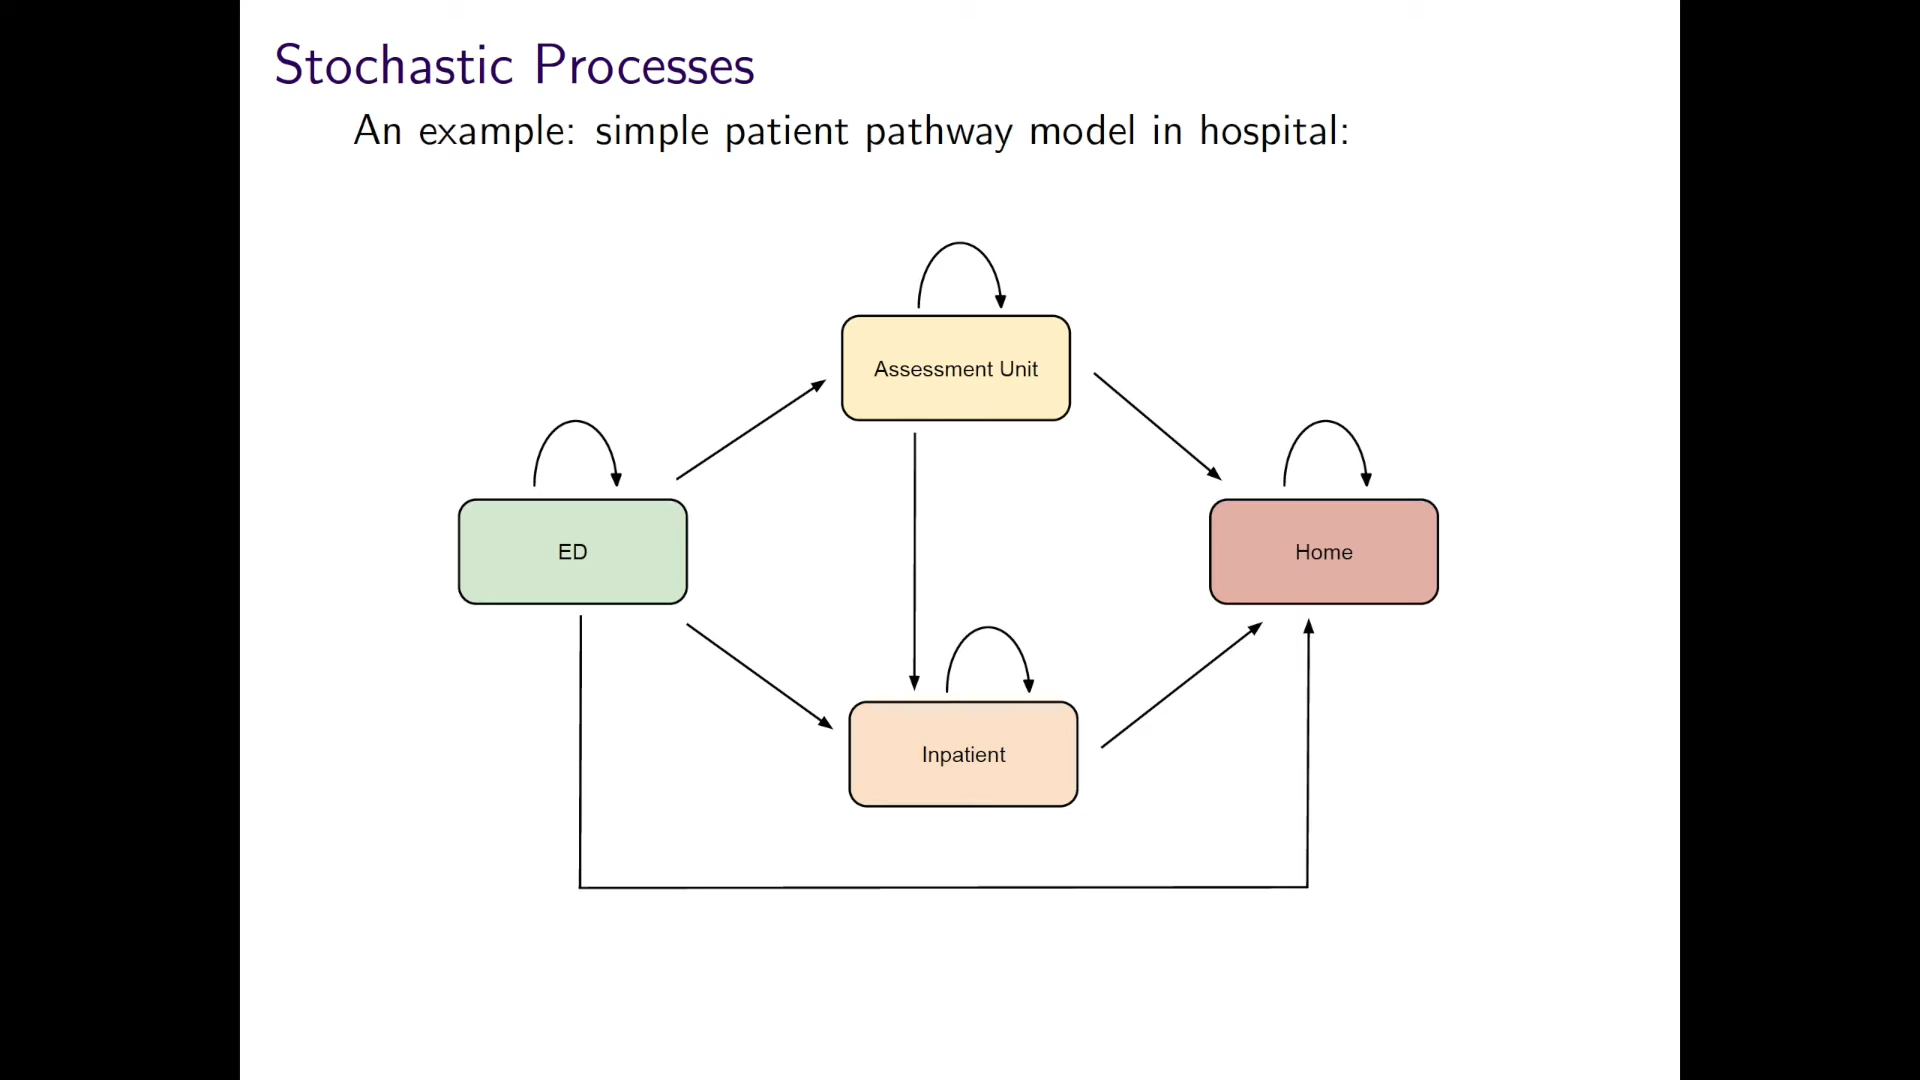 Stochastic Processes
An example: simple patient pathway model in hospital:
Assessment Unit
ED
Home
Inpatient